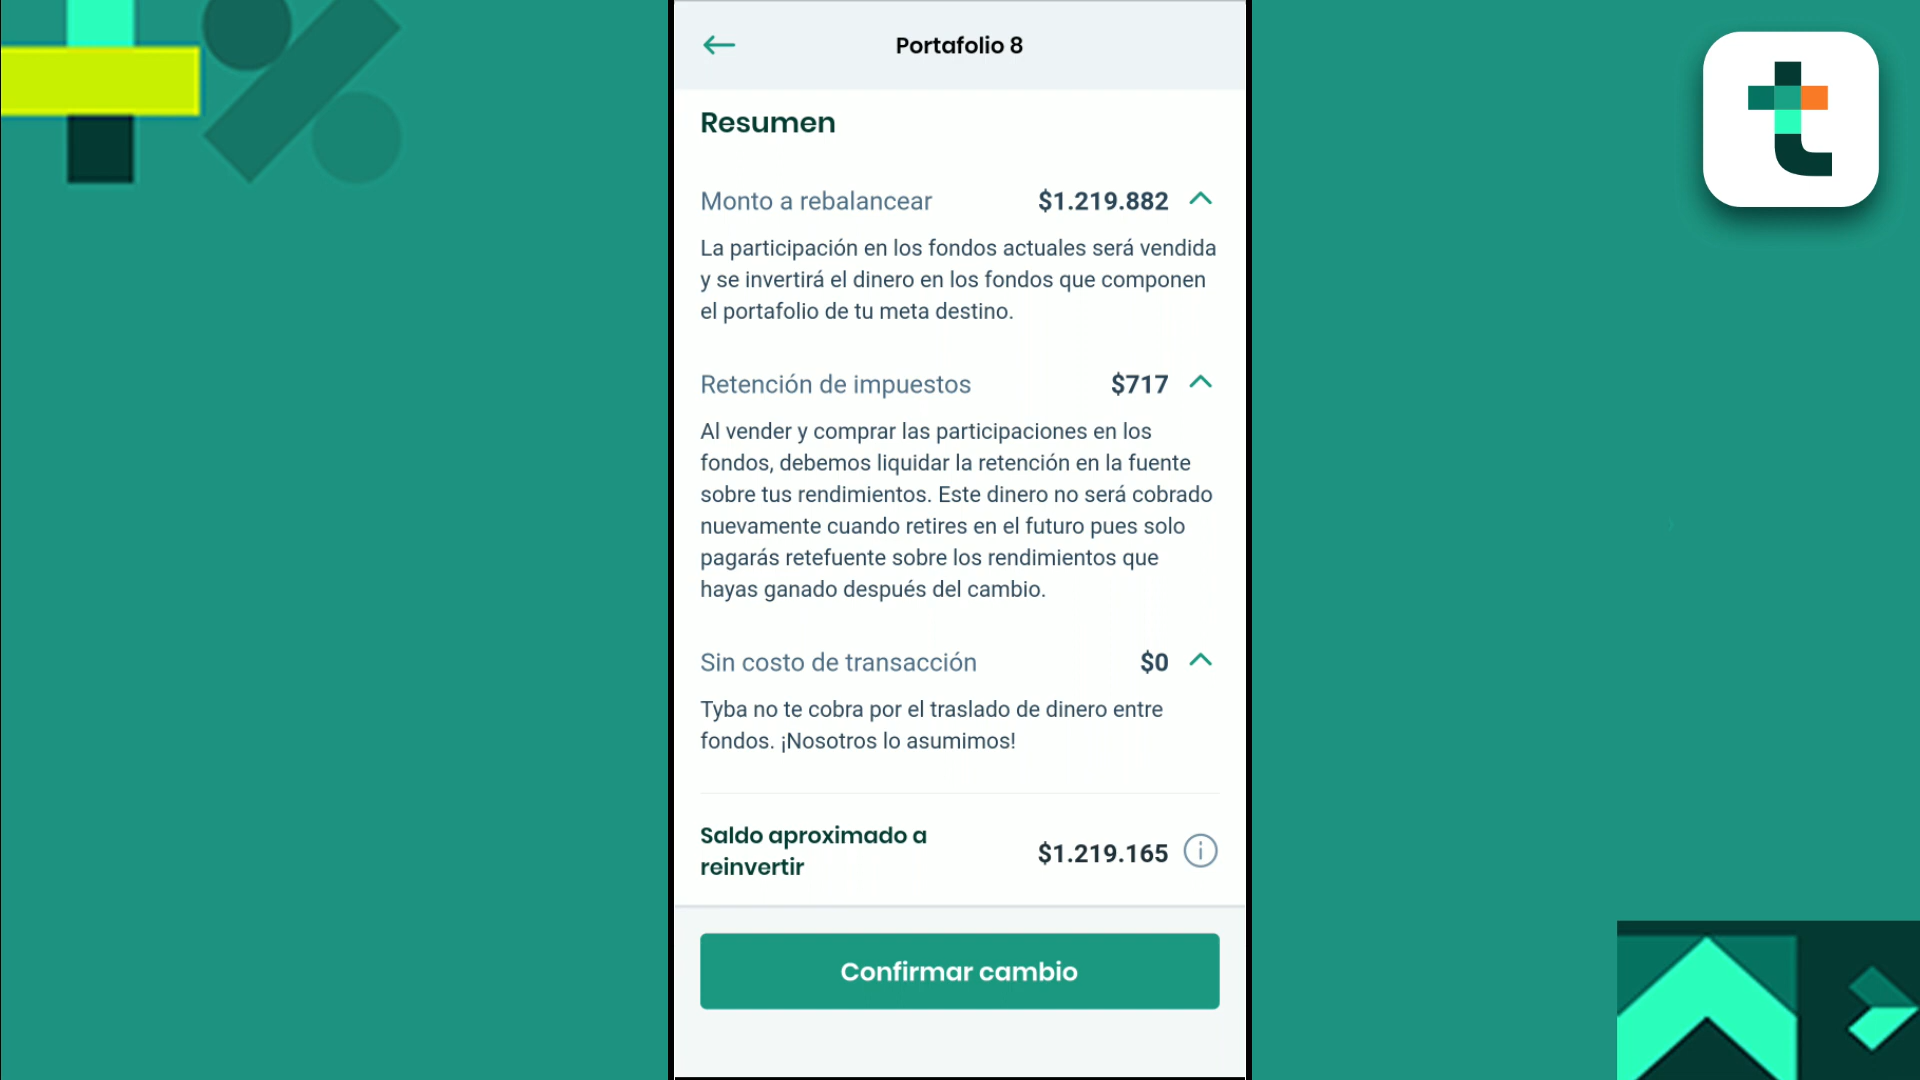 Portafolio 8
Resumen
Monto a rebalancear $1.219.882
La participación en los fondos actuales será vendida
y se invertirá el dinero en los fondos que componen
el portafolio de tu meta destino.
Retención de impuestos $717
Al vender y comprar las participaciones en los
fondos, debemos liquidar la retención en la fuente
sobre tus rendimientos. Este dinero no será cobrado
nuevamente cuando retires en el futuro pues solo
pagarás retefuente sobre los rendimientos que
hayas ganado después del cambio.
Sin costo de transacción $0
Tyba no te cobra por el traslado de dinero entre
fondos. ¡Nosotros lo asumimos!
Saldo aproximado a
reinvertir $1.219.165
Confirmar cambio
t